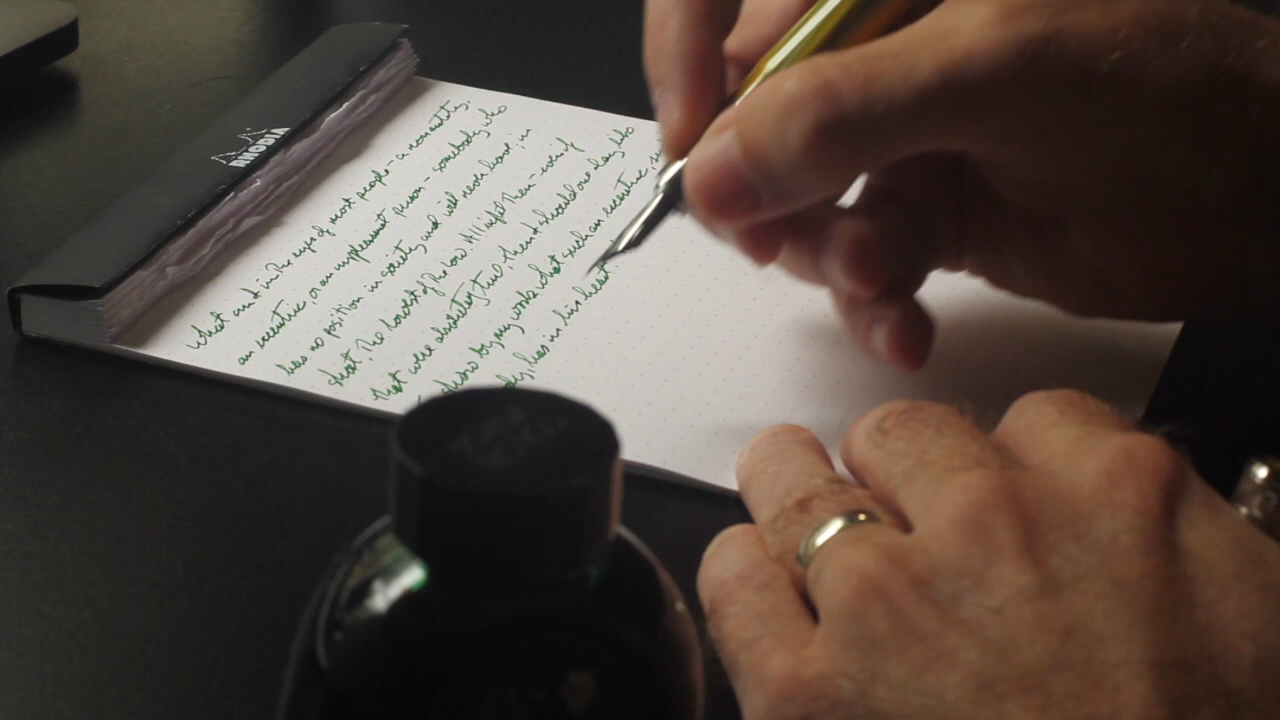 RHODIA
What am I in the eyes of most people - a nonentity,
an eccentric, or an unpleasant person - somebody who
has no position in society and will never have, in
short, the lowest of the low. All right then - even if
that were absolutely true, then I should one day like
show by my work what such an eccentric,
has in his heart